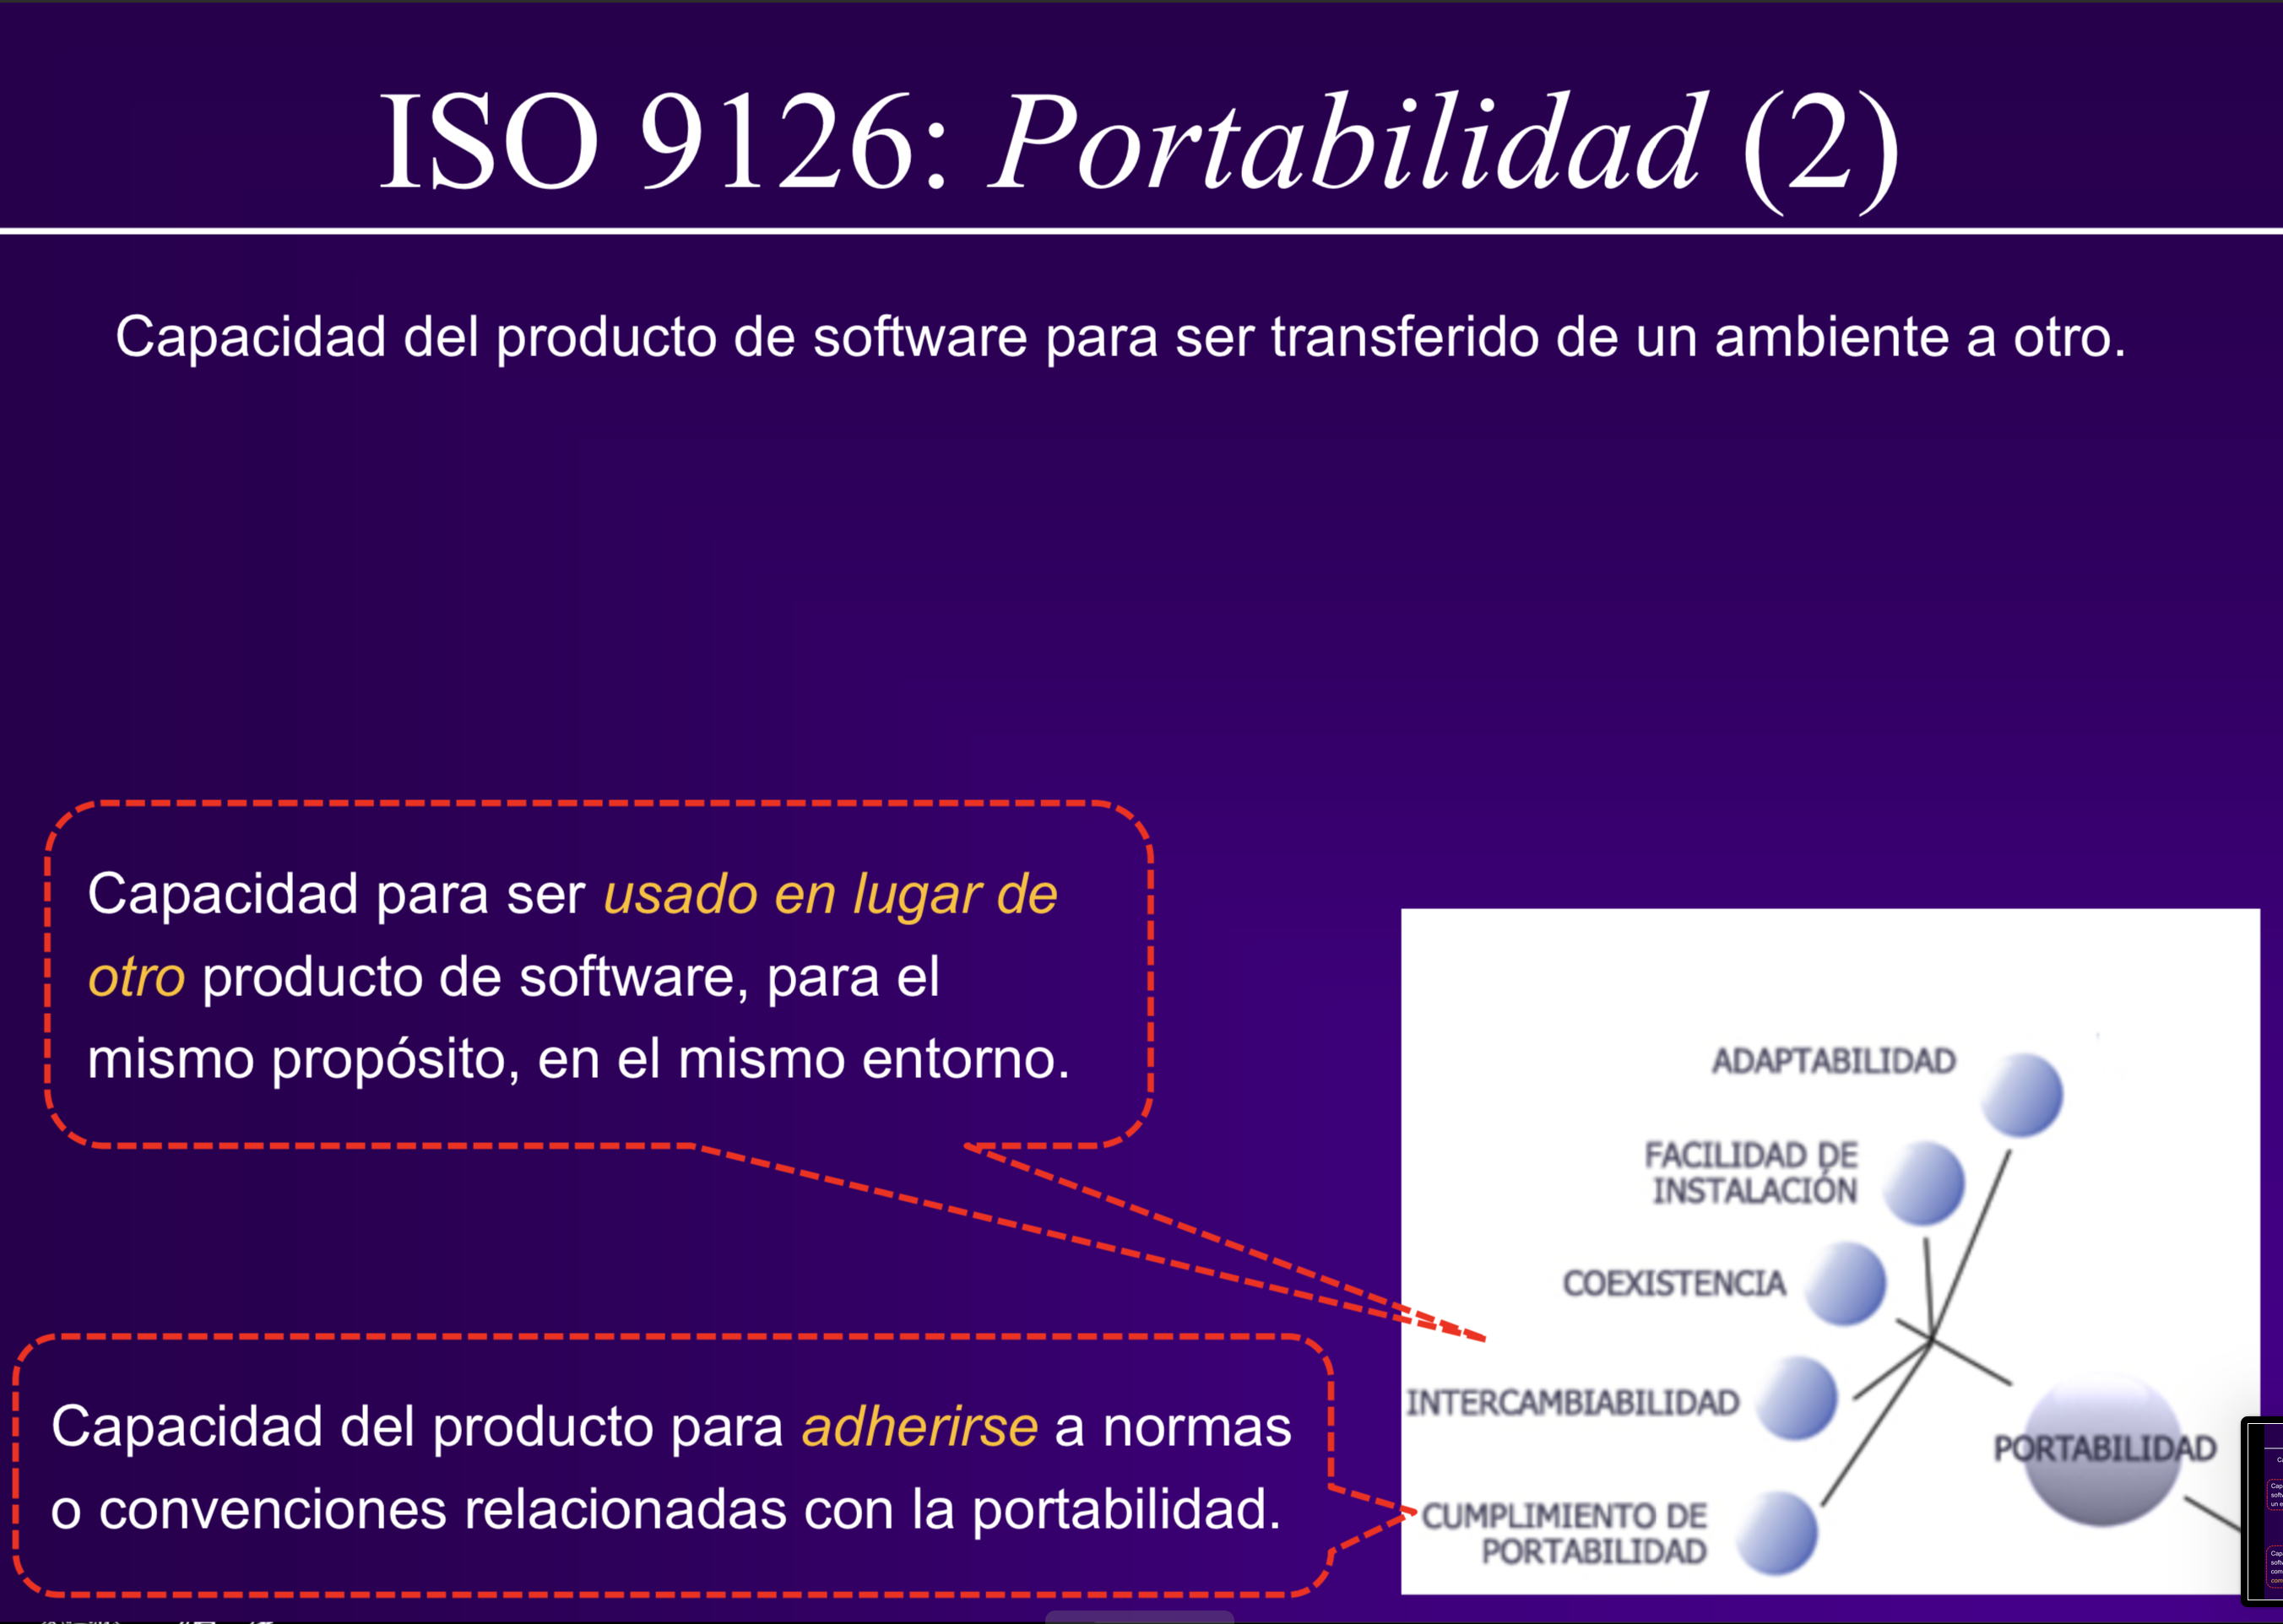 ISO 9126: Portabilidad (2)
Capacidad del producto de software para ser transferido de un ambiente a otro.
Capacidad para ser usado en lugar de
otro producto de software, para el
mismo propósito, en el mismo entorno.
Capacidad del producto para adherirse a normas
o convenciones relacionadas con la portabilidad.
ADAPTABILIDAD
FACILIDAD DE
INSTALACIÓN
COEXISTENCIA
INTERCAMBIABILIDAD
PORTABILIDAD
CUMPLIMIENTO DE
PORTABILIDAD